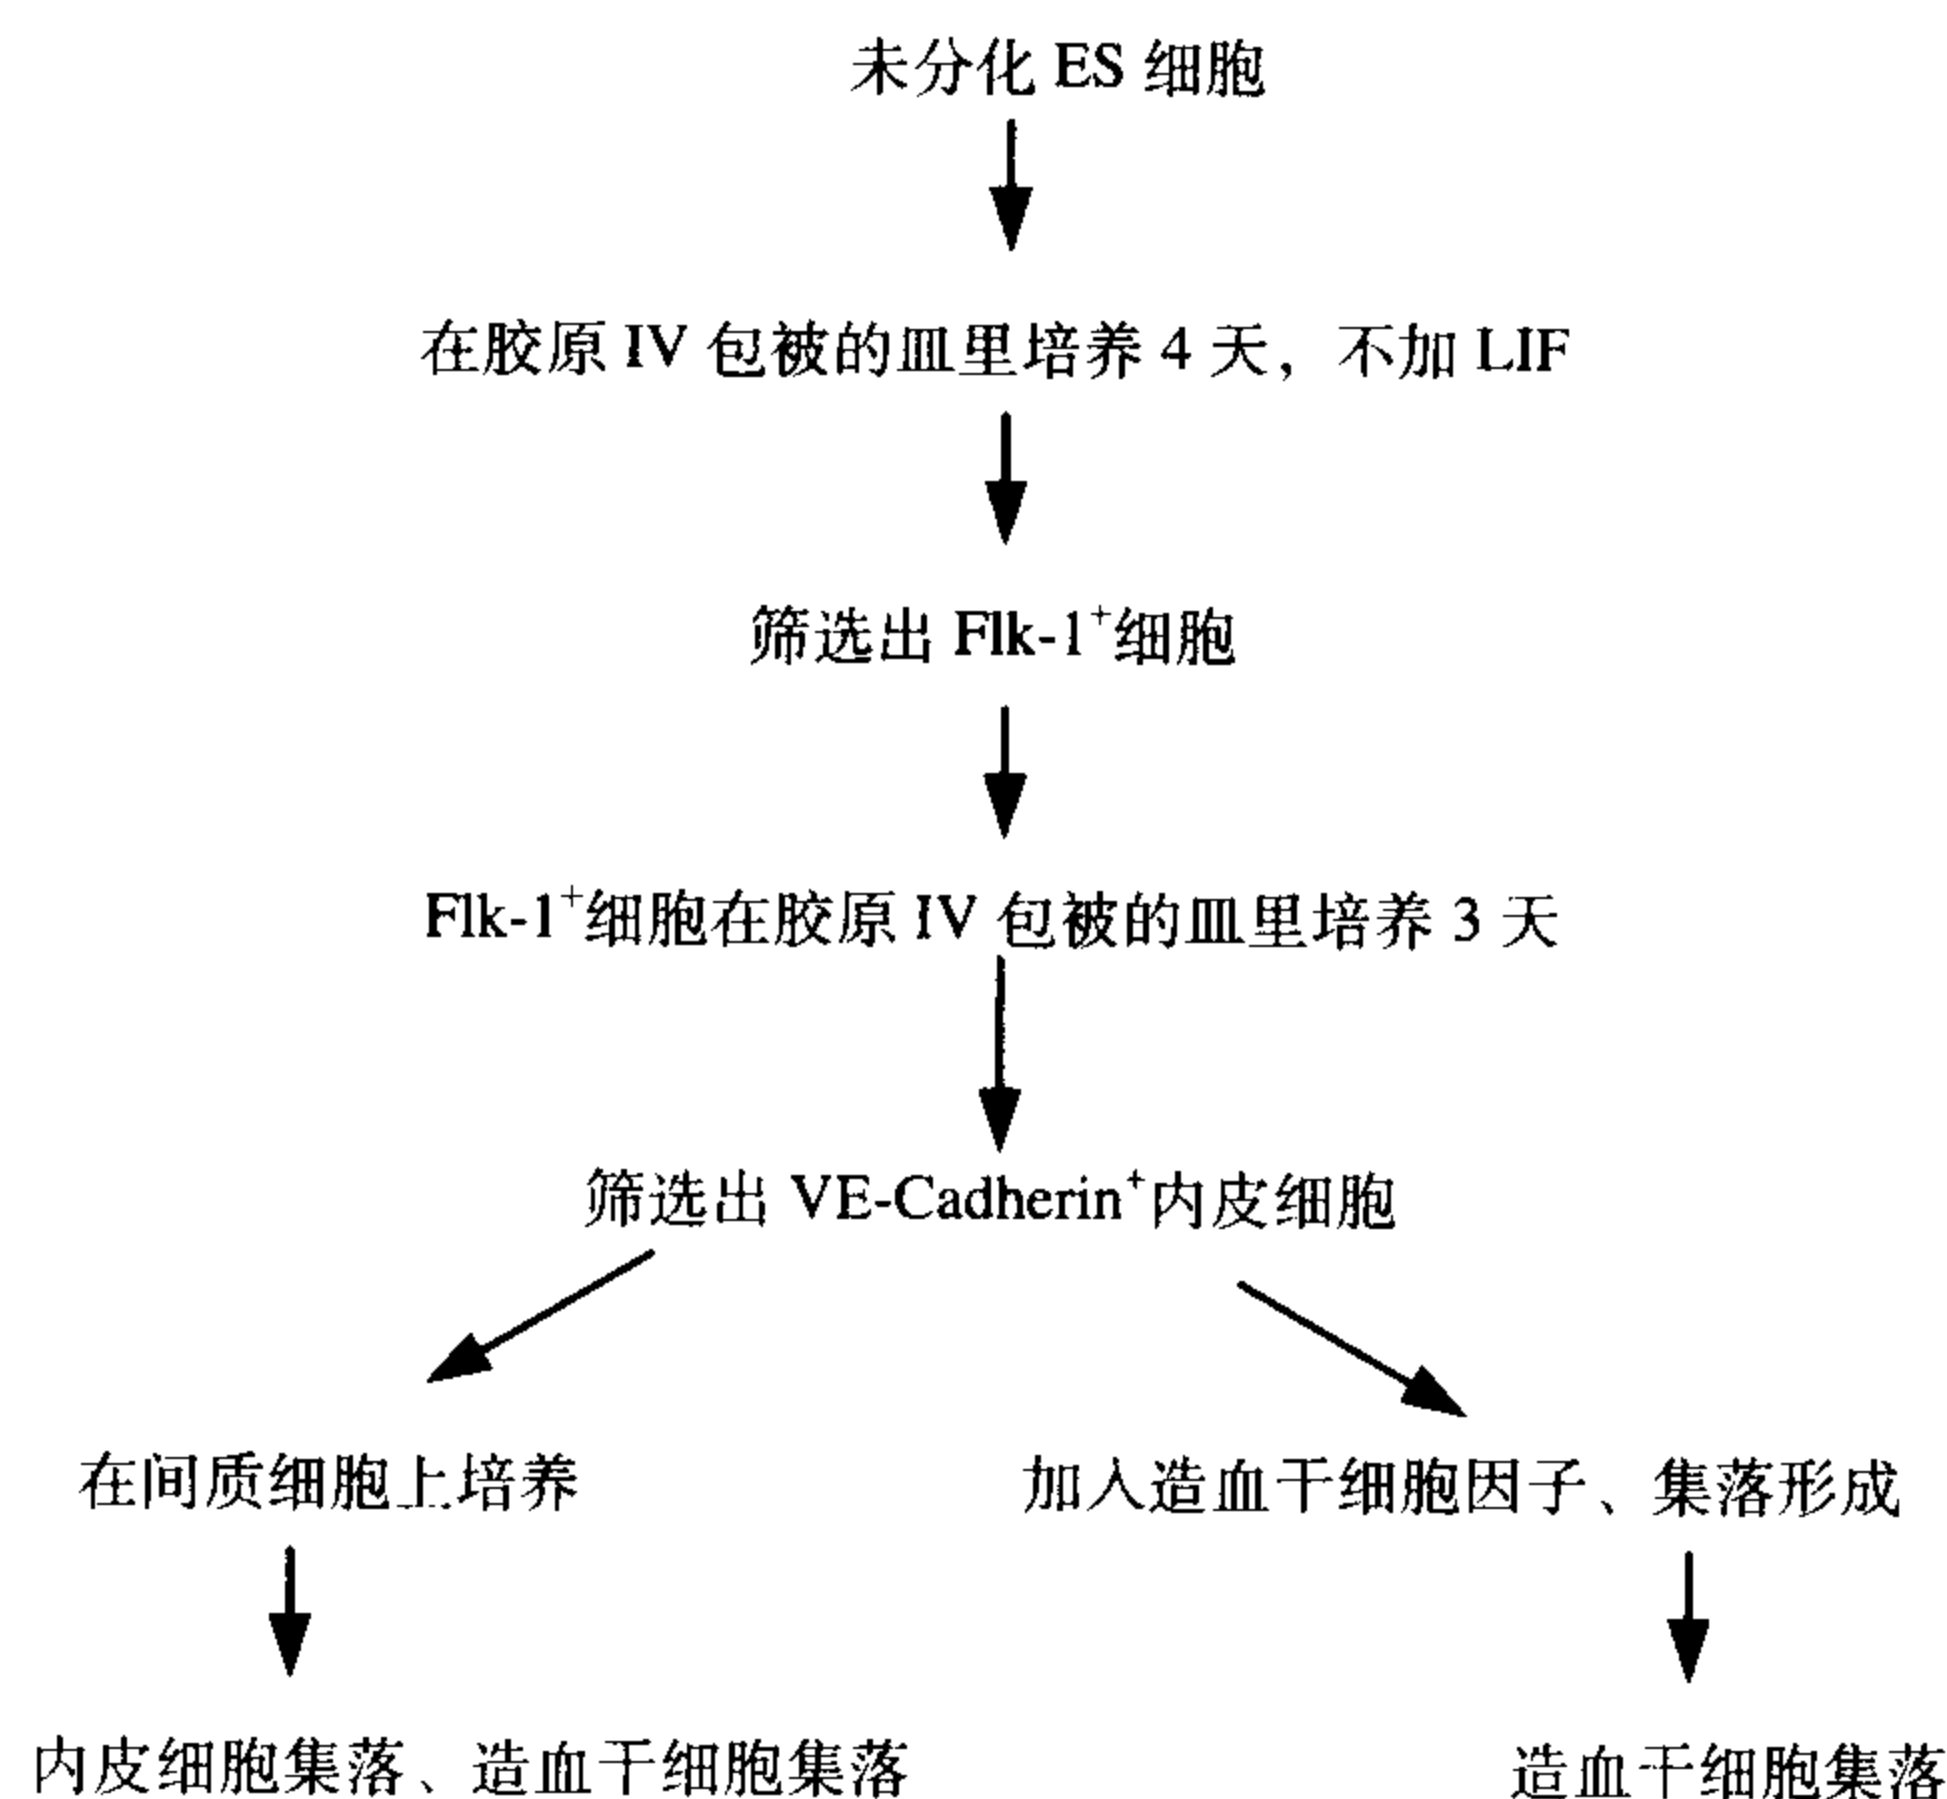 未分化 ES 细胞
在胶原 IV 包被的皿里培养 4 天，不加 LIF
筛选出 Flk-1⁺细胞
Flk-1⁺细胞在胶原 IV 包被的皿里培养 3 天
筛选出 VE-Cadherin⁺内皮细胞
在间质细胞上培养
加入造血干细胞因子、集落形成
内皮细胞集落、造血干细胞集落
造血干细胞集落